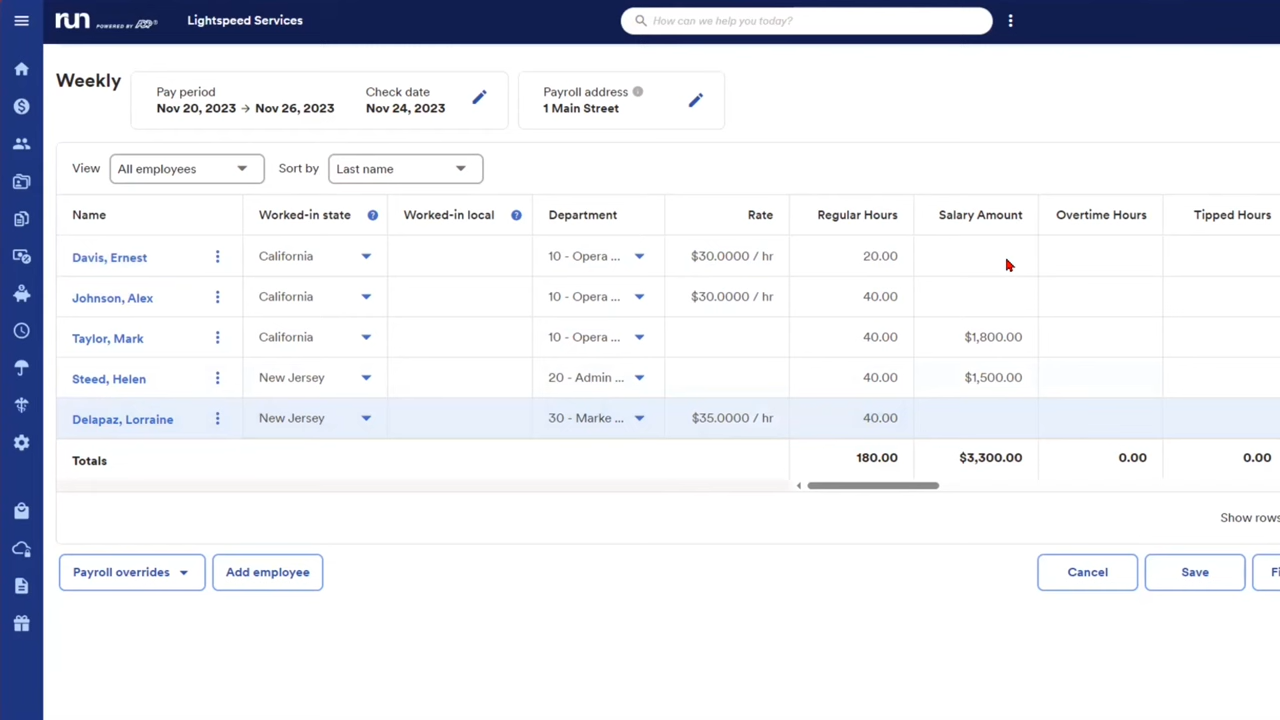 run POWERED BY ADP® Lightspeed Services How can we help you today?
Weekly
Pay period Check date Payroll address
Nov 20, 2023 → Nov 26, 2023 Nov 24, 2023 1 Main Street
View All employees Sort by Last name
Name Worked-in state Worked-in local Department Rate Regular Hours Salary Amount Overtime Hours Tipped Hours
Davis, Ernest California 10 - Opera ... $30.0000 / hr 20.00
Johnson, Alex California 10 - Opera ... $30.0000 / hr 40.00
Taylor, Mark California 10 - Opera ... 40.00 $1,800.00
Steed, Helen New Jersey 20 - Admin ... 40.00 $1,500.00
Delapaz, Lorraine New Jersey 30 - Marke ... $35.0000 / hr 40.00
Totals 180.00 $3,300.00 0.00 0.00
Show rows
Payroll overrides Add employee Cancel Save Fi